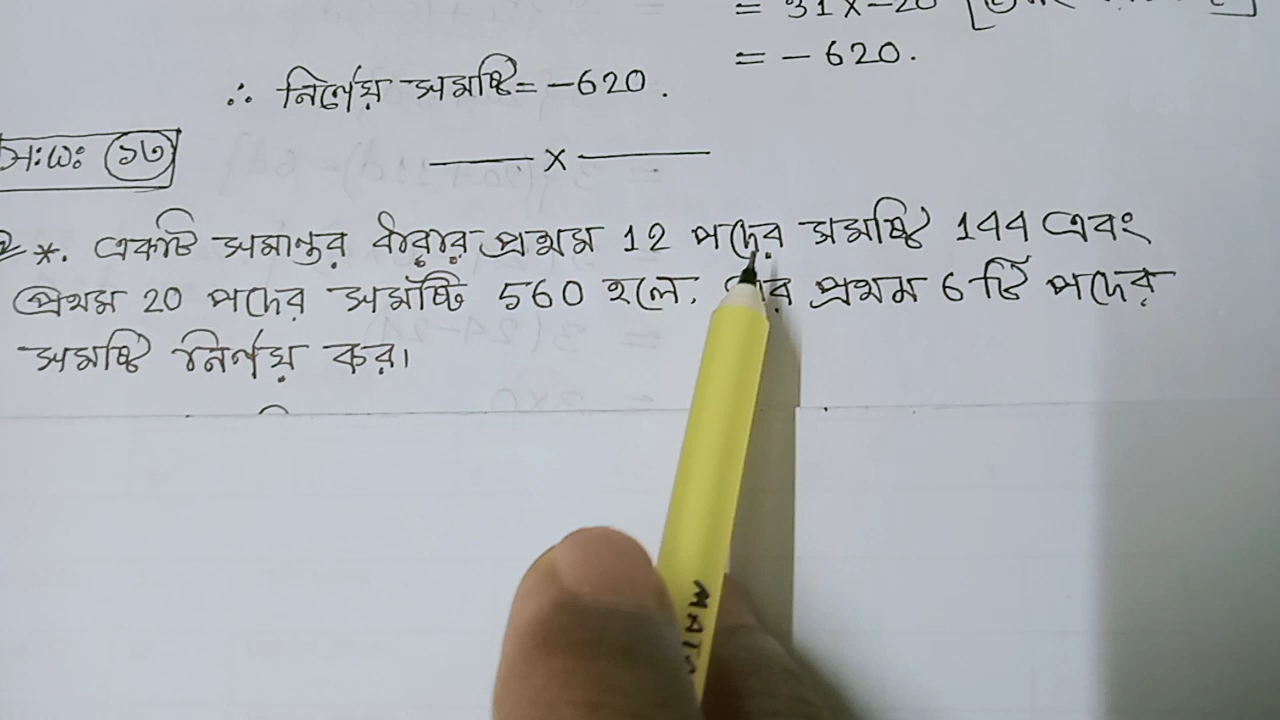 = 31x-20
= - 620.
∴ নির্ণেয় সমষ্টি = -620.
স:ধ: ১৩
x
*. একটি সমান্তর ধারার প্রথম 12 পদের সমষ্টি 144 এবং
প্রথম 20 পদের সমষ্টি 560 হলে, প্রথম 6 টি পদের
সমষ্টি নির্ণয় কর।